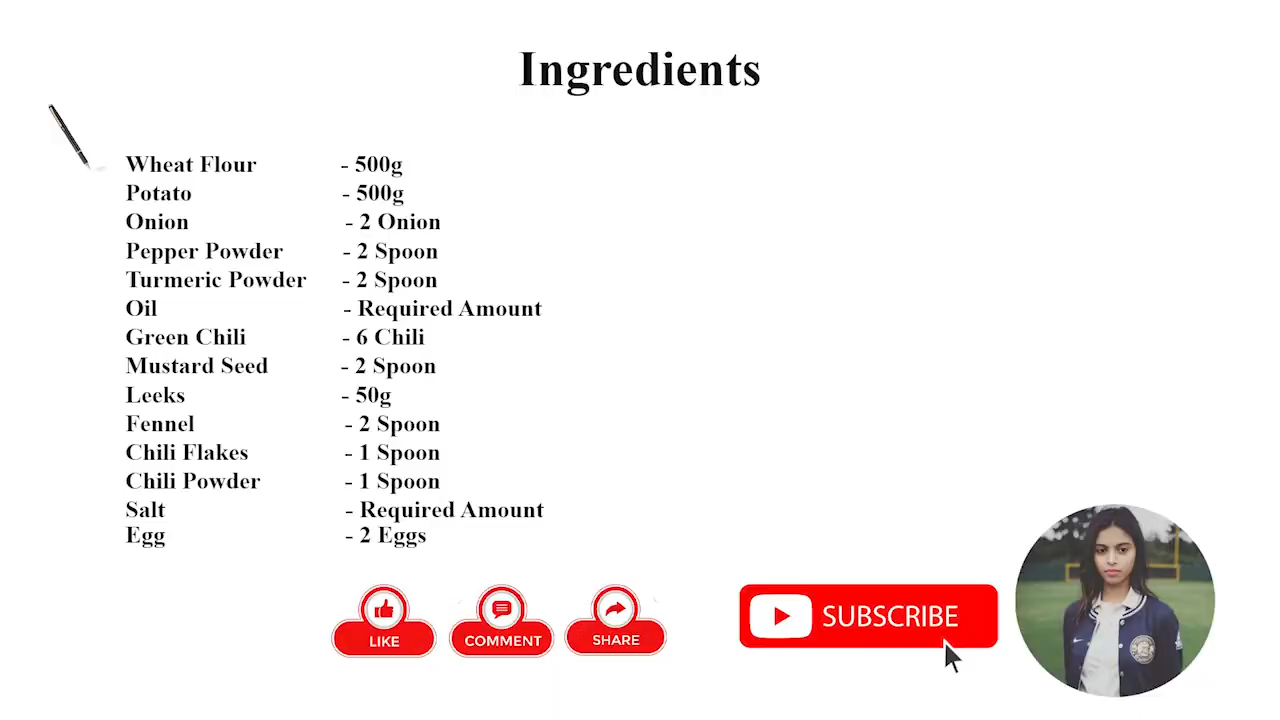 Ingredients
Wheat Flour - 500g
Potato - 500g
Onion - 2 Onion
Pepper Powder - 2 Spoon
Turmeric Powder - 2 Spoon
Oil - Required Amount
Green Chili - 6 Chili
Mustard Seed - 2 Spoon
Leeks - 50g
Fennel - 2 Spoon
Chili Flakes - 1 Spoon
Chili Powder - 1 Spoon
Salt - Required Amount
Egg - 2 Eggs
LIKE COMMENT SHARE SUBSCRIBE